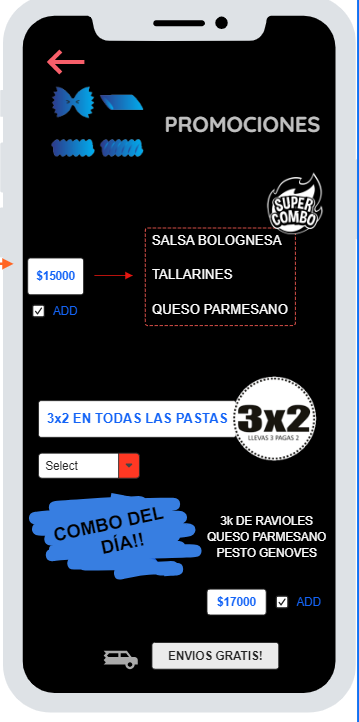 PROMOCIONES
¡SUPER
COMBO
SALSA BOLOGNESA
$15000
TALLARINES
ADD
QUESO PARMESANO
3x2 EN TODAS LAS PASTAS
3x2
LLEVAS 3 PAGAS 2
Select
COMBO DEL
DÍA!!
3k DE RAVIOLES
QUESO PARMESANO
PESTO GENOVES
$17000
ADD
ENVIOS GRATIS!